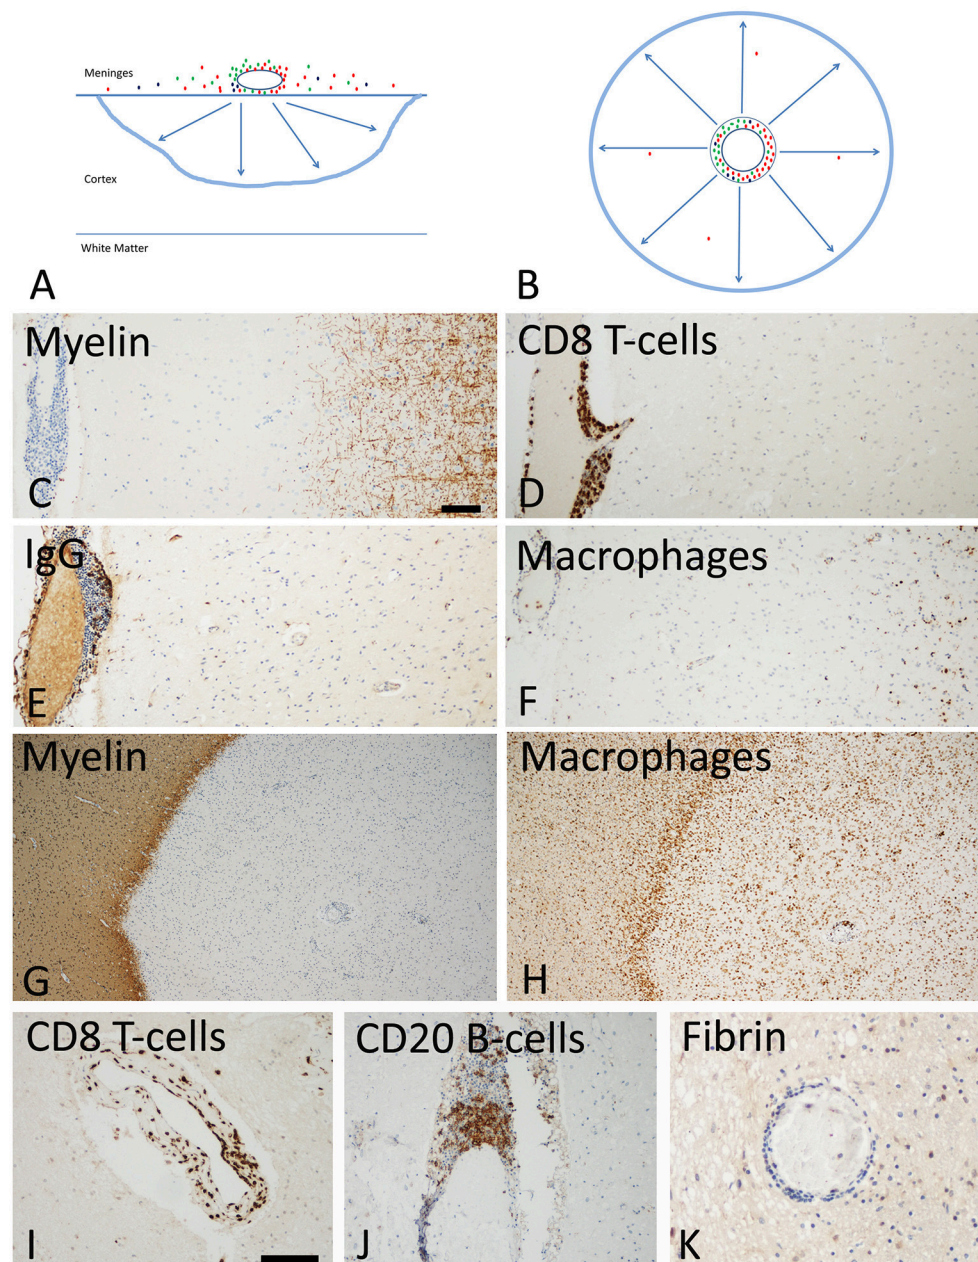 Meninges
Cortex
White Matter
A
B
Myelin
C
CD8 T-cells
D
IgG
E
Macrophages
F
Myelin
G
Macrophages
H
CD8 T-cells
I
CD20 B-cells
J
Fibrin
K